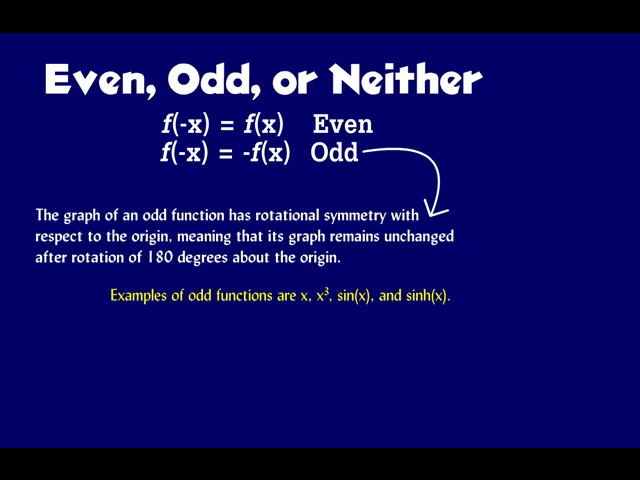 Even, Odd, or Neither
f(-x) = f(x) Even
f(-x) = -f(x) Odd
The graph of an odd function has rotational symmetry with
respect to the origin, meaning that its graph remains unchanged
after rotation of 180 degrees about the origin.
Examples of odd functions are x, x³, sin(x), and sinh(x).